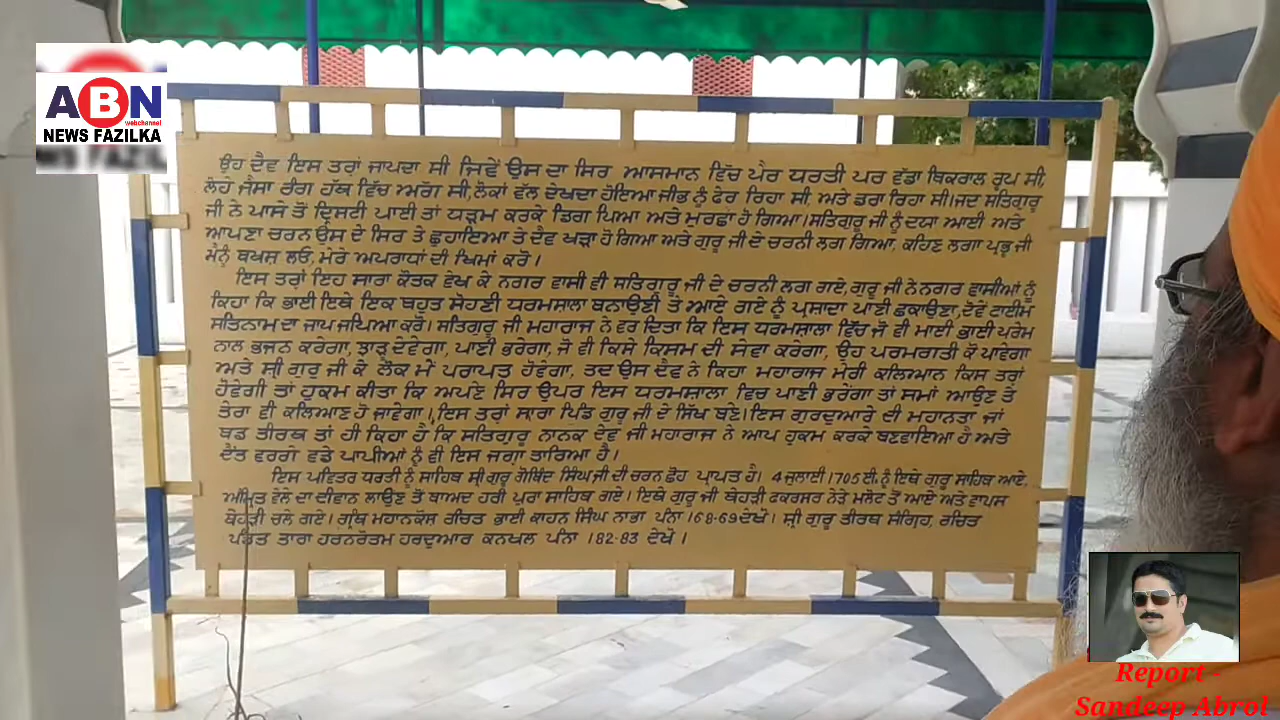 ABN
webchannel
NEWS FAZILKA
ਉਹ ਦੈਵ ਇਸ ਤਰ੍ਹਾਂ ਜਾਪਦਾ ਸੀ ਜਿਵੇਂ ਉਸ ਦਾ ਸਿਰ ਆਸਮਾਨ ਵਿੱਚ ਪੈਰ ਧਰਤੀ ਪਰ ਵੱਡਾ ਬਿਕਰਾਲ ਰੂਪ ਸੀ,
ਲਹੇ ਜੈਸਾ ਰੰਗ ਹੱਥ ਵਿੱਚ ਅੱਗ ਸੀ, ਲੋਕਾਂ ਵੱਲ ਦੇਖਦਾ ਹੋਇਆ ਜੀਭ ਨੂੰ ਫੇਰ ਰਿਹਾ ਸੀ, ਅਤੇ ਡਰਾ ਰਿਹਾ ਸੀ। ਜਦ ਸਤਿਗੁਰੂ
ਜੀ ਨੇ ਪਾਸੇ ਤੋਂ ਦ੍ਰਿਸਟੀ ਪਾਈ ਤਾਂ ਧੜਮ ਕਰਕੇ ਡਿਗ ਪਿਆ ਅਤੇ ਮੁਰਛਾਂ ਹੋ ਗਿਆ। ਸਤਿਗੁਰੂ ਜੀ ਨੂੰ ਦਯਾ ਆਈ ਅਤੇ
ਆਪਣਾ ਚਰਨ ਉਸ ਦੇ ਸਿਰ ਤੇ ਛੁਹਾਇਆ ਤੇ ਦੈਵ ਖੜਾ ਹੋ ਗਿਆ ਅਤੇ ਗੁਰੂ ਜੀ ਦੇ ਚਰਨੀ ਲਗ ਗਿਆ, ਕਹਿਣ ਲਗਾ ਪ੍ਰਭੂ ਜੀ
ਮੈਨੂੰ ਬਖਸ਼ ਲਓ, ਮੇਰੇ ਅਪਰਾਧਾਂ ਦੀ ਖਿਮਾਂ ਕਰੋ।
ਇਸ ਤਰ੍ਹਾਂ ਇਹ ਸਾਰਾ ਕੌਤਕ ਵੇਖ ਕੇ ਨਗਰ ਵਾਸੀ ਵੀ ਸਤਿਗੁਰੂ ਜੀ ਦੇ ਚਰਨੀ ਲਗ ਗਏ, ਗੁਰੂ ਜੀ ਨੇ ਨਗਰ ਵਾਸੀਆਂ ਨੂੰ
ਕਿਹਾ ਕਿ ਭਾਈ ਇਥੇ ਇਕ ਬਹੁਤ ਸੋਹਣੀ ਧਰਮਸ਼ਾਲਾ ਬਨਾਉਣੀ ਤੇ ਆਏ ਗਏ ਨੂੰ ਪ੍ਰਸ਼ਾਦਾ ਪਾਣੀ ਛਕਾਉਣਾ, ਦੋਵੇਂ ਟਾਈਮ
ਸਤਿਨਾਮ ਦਾ ਜਾਪ ਜਪਿਆ ਕਰੋ। ਸਤਿਗੁਰੂ ਜੀ ਮਹਾਰਾਜ ਨੇ ਵਰ ਦਿਤਾ ਕਿ ਇਸ ਧਰਮਸ਼ਾਲਾ ਵਿੱਚ ਜੋ ਵੀ ਮਾਈ ਭਾਈ ਪਰੇਮ
ਨਾਲ ਭਜਨ ਕਰੇਗਾ, ਝਾੜੂ ਦੇਵੇਗਾ, ਪਾਣੀ ਭਰੇਗਾ, ਜੋ ਵੀ ਕਿਸੇ ਕਿਸਮ ਦੀ ਸੇਵਾ ਕਰੇਗਾ, ਉਹ ਪਰਮਗਤੀ ਕੋ ਪਾਵੇਗਾ
ਅਤੇ ਸ੍ਰੀ ਗੁਰੂ ਜੀ ਕੇ ਲੋਕ ਮੇਂ ਪਰਾਪਤ ਹੋਵੇਗਾ, ਤਦ ਉਸ ਦੈਵ ਨੇ ਕਿਹਾ ਮਹਾਰਾਜ ਮੇਰੀ ਕਲਿਆਨ ਕਿਸ ਤਰ੍ਹਾਂ
ਹੋਵੇਗੀ ਤਾਂ ਹੁਕਮ ਕੀਤਾ ਕਿ ਅਪਣੇ ਸਿਰ ਉਪਰ ਇਸ ਧਰਮਸ਼ਾਲਾ ਵਿਚ ਪਾਣੀ ਭਰੇਂਗਾ ਤਾਂ ਸਮਾਂ ਆਉਣ ਤੇ
ਤੇਰਾ ਵੀ ਕਲਿਆਣ ਹੋ ਜਾਵੇਗਾ। ਇਸ ਤਰ੍ਹਾਂ ਸਾਰਾ ਪਿੰਡ ਗੁਰੂ ਜੀ ਦੇ ਸਿੰਘ ਬਣੇ। ਇਸ ਗੁਰਦੁਆਰੇ ਦੀ ਮਹਾਨਤਾ ਜਾਂ
ਬਡ ਤੀਰਥ ਤਾਂ ਹੀ ਕਿਹਾ ਹੈ ਕਿ ਸਤਿਗੁਰੂ ਨਾਨਕ ਦੇਵ ਜੀ ਮਹਾਰਾਜ ਨੇ ਆਪ ਹੁਕਮ ਕਰਕੇ ਬਣਵਾਇਆ ਹੈ ਅਤੇ
ਦੈਂਤ ਵਰਗੇ ਵਡੇ ਪਾਪੀਆਂ ਨੂੰ ਵੀ ਇਸ ਜਗ੍ਹਾ ਤਾਰਿਆ ਹੈ।
ਇਸ ਪਵਿਤਰ ਧਰਤੀ ਨੂੰ ਸਾਹਿਬ ਸ੍ਰੀ ਗੁਰੂ ਗੋਬਿੰਦ ਸਿੰਘ ਜੀ ਦੀ ਚਰਨ ਛੋਹ ਪ੍ਰਾਪਤ ਹੈ। 4 ਜੁਲਾਈ 1705 ਈ: ਨੂੰ ਇਥੇ ਗੁਰੂ ਸਾਹਿਬ ਆਏ,
ਅੰਮ੍ਰਿਤ ਵੇਲੇ ਦਾ ਦੀਵਾਨ ਲਾਉਣ ਤੋਂ ਬਾਅਦ ਹਰੀ ਪੁਰਾ ਸਾਹਿਬ ਗਏ। ਇਥੇ ਗੁਰੂ ਜੀ ਥੇਹੜੀ ਫਕਰਸਰ ਨੇੜੇ ਮਲੋਟ ਤੋਂ ਆਏ ਅਤੇ ਵਾਪਸ
ਥੇਹੜੀ ਚਲੇ ਗਏ। ਗ੍ਰੰਥ ਮਹਾਨਕੋਸ਼ ਰਚਿਤ ਭਾਈ ਕਾਹਨ ਸਿੰਘ ਨਾਭਾ ਪੰਨਾ 168-69 ਦੇਖੋ। ਸ੍ਰੀ ਗੁਰੂ ਤੀਰਥ ਸੰਗ੍ਰਿਹ, ਰਚਿਤ
ਪੰਡਿਤ ਤਾਰਾ ਹਰਨਰੋਤਮ ਹਰਦੁਆਰ ਕਨਖਲ ਪੰਨਾ 182-83 ਦੇਖੋ।
Report -
Sandeep Abrol